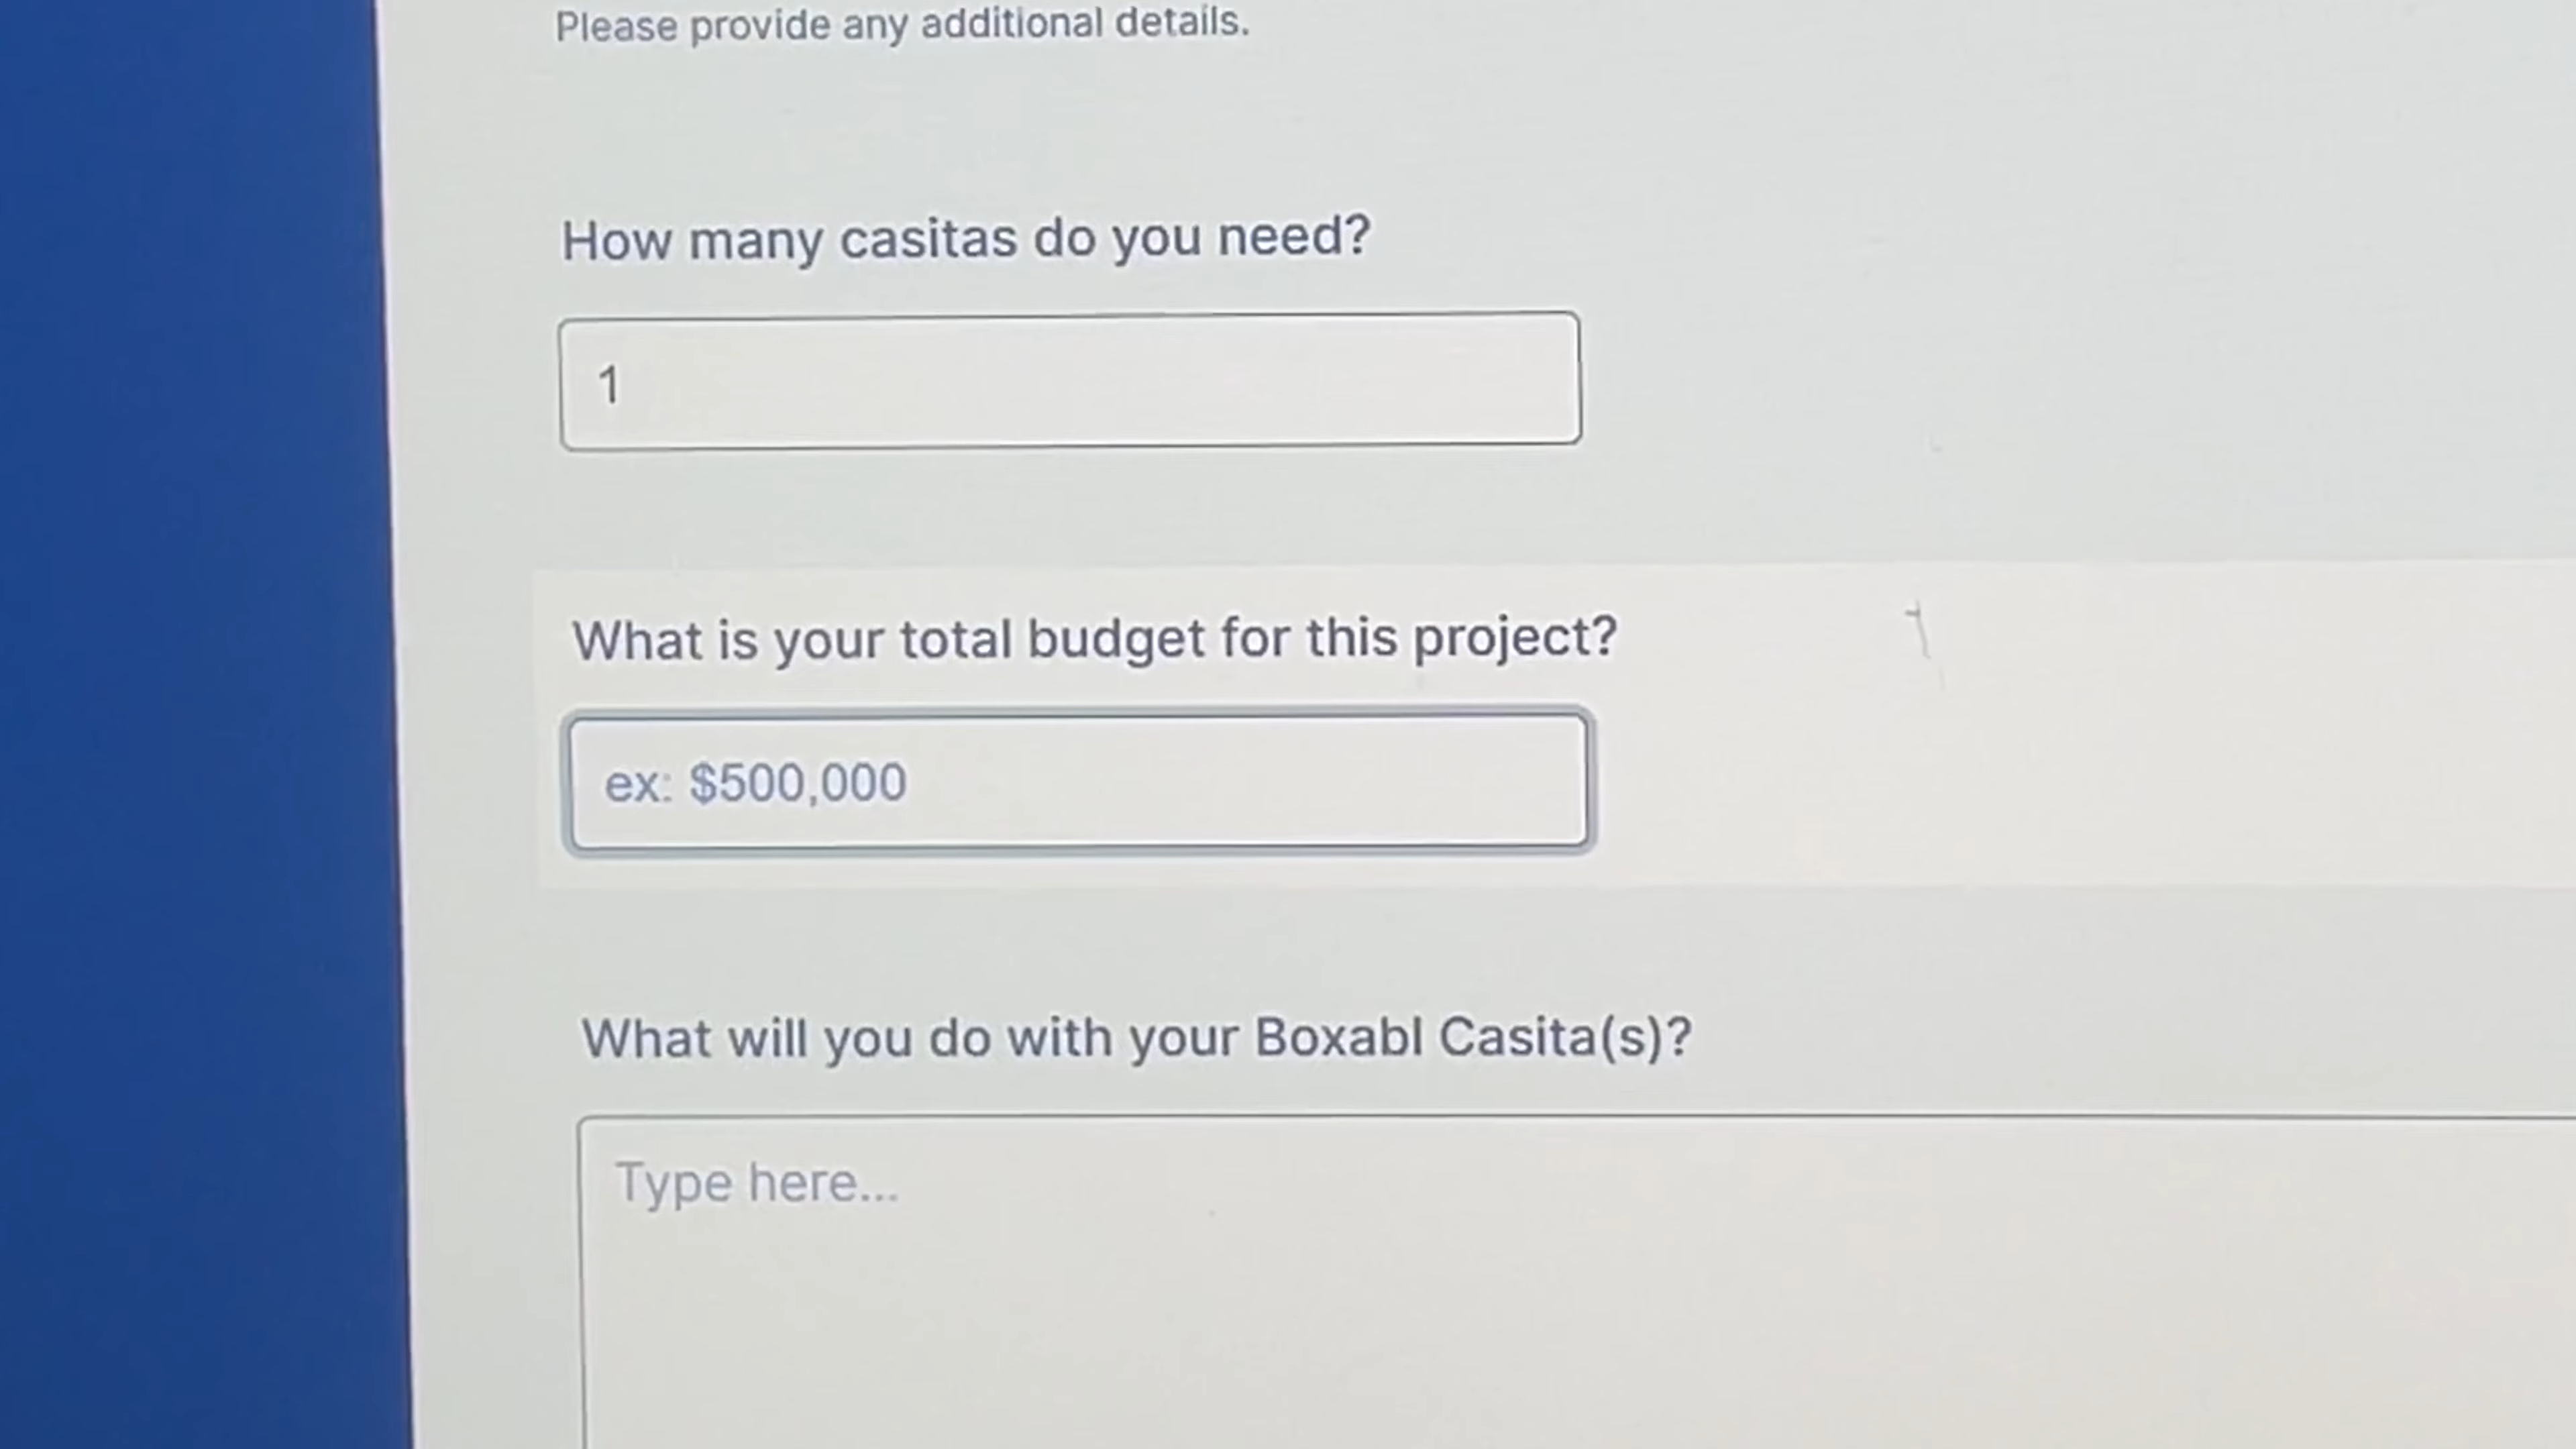 Please provide any additional details.
How many casitas do you need?
1
What is your total budget for this project?
ex: $500,000
What will you do with your Boxabl Casita(s)?
Type here...